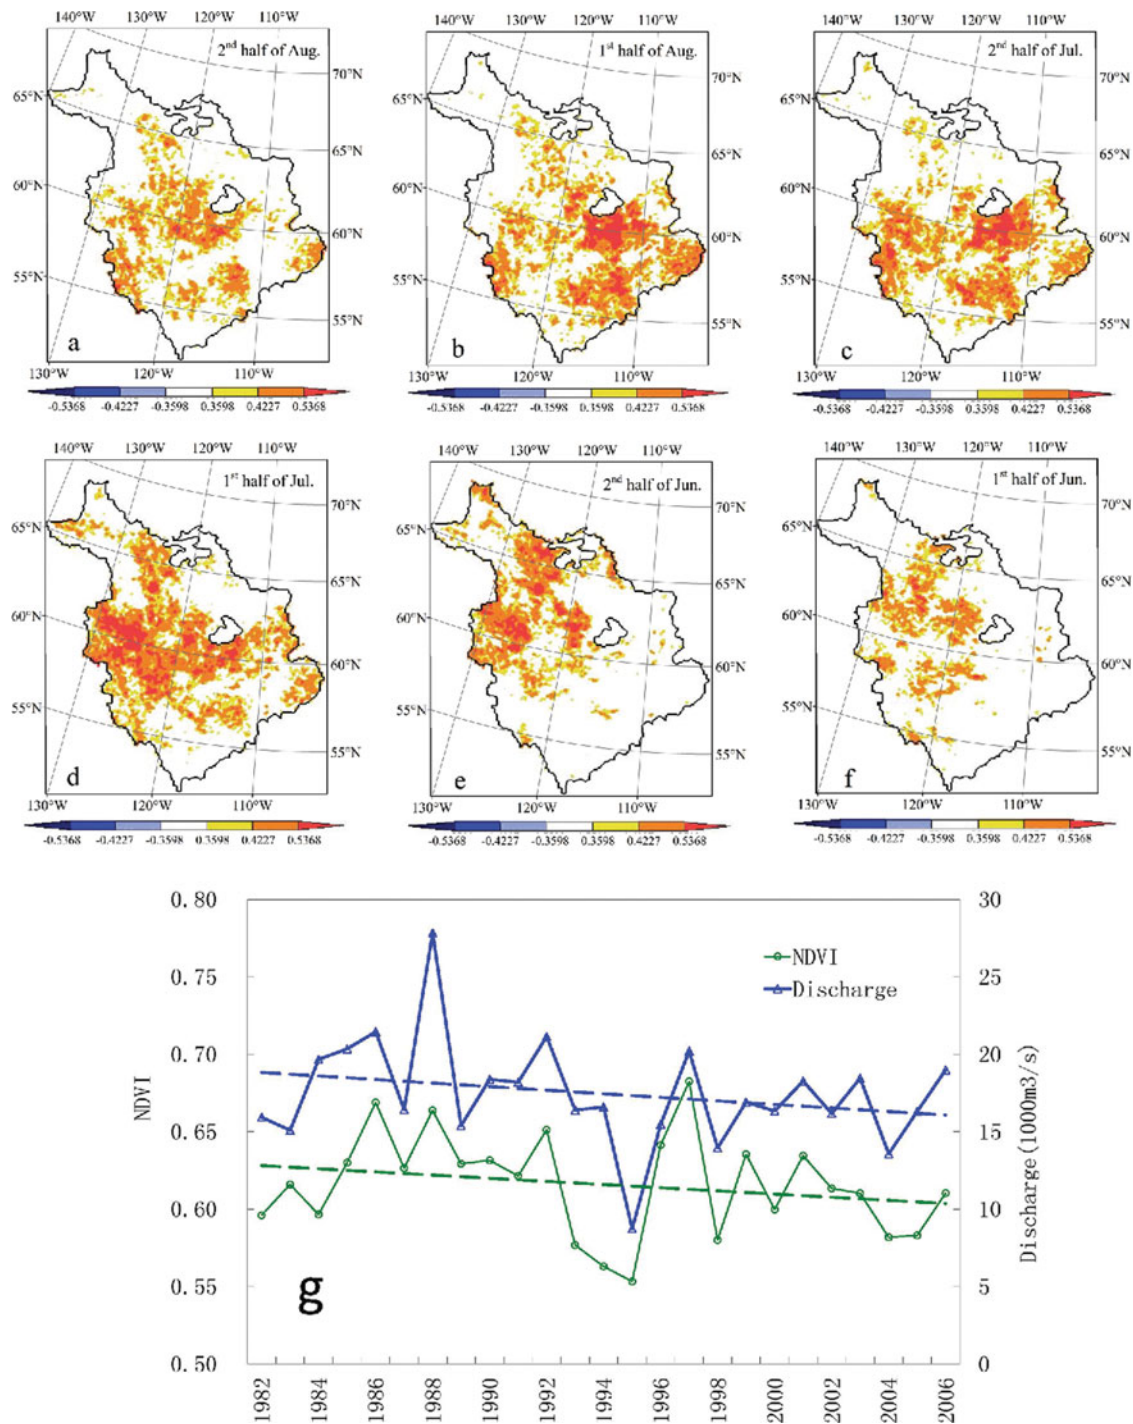 140°W 130°W 120°W 110°W
2nd half of Aug.
70°N
65°N
65°N
60°N
60°N
55°N
55°N
a
130°W 120°W 110°W
-0.5368 -0.4227 -0.3598 0.3598 0.4227 0.5368
140°W 130°W 120°W 110°W
1st half of Aug.
70°N
65°N
65°N
60°N
60°N
55°N
55°N
b
130°W 120°W 110°W
-0.5368 -0.4227 -0.3598 0.3598 0.4227 0.5368
140°W 130°W 120°W 110°W
2nd half of Jul.
70°N
65°N
65°N
60°N
60°N
55°N
55°N
c
130°W 120°W 110°W
-0.5368 -0.4227 -0.3598 0.3598 0.4227 0.5368
140°W 130°W 120°W 110°W
1st half of Jul.
70°N
65°N
65°N
60°N
60°N
55°N
55°N
d
130°W 120°W 110°W
-0.5368 -0.4227 -0.3598 0.3598 0.4227 0.5368
140°W 130°W 120°W 110°W
2nd half of Jun.
70°N
65°N
65°N
60°N
60°N
55°N
55°N
e
130°W 120°W 110°W
-0.5368 -0.4227 -0.3598 0.3598 0.4227 0.5368
140°W 130°W 120°W 110°W
1st half of Jun.
70°N
65°N
65°N
60°N
60°N
55°N
55°N
f
130°W 120°W 110°W
-0.5368 -0.4227 -0.3598 0.3598 0.4227 0.5368
0.80
0.75
0.70
0.65
0.60
0.55
0.50
NDVI
NDVI
Discharge
g
30
25
20
15
10
5
0
Discharge(1000m3/s)
1982 1984 1986 1988 1990 1992 1994 1996 1998 2000 2002 2004 2006